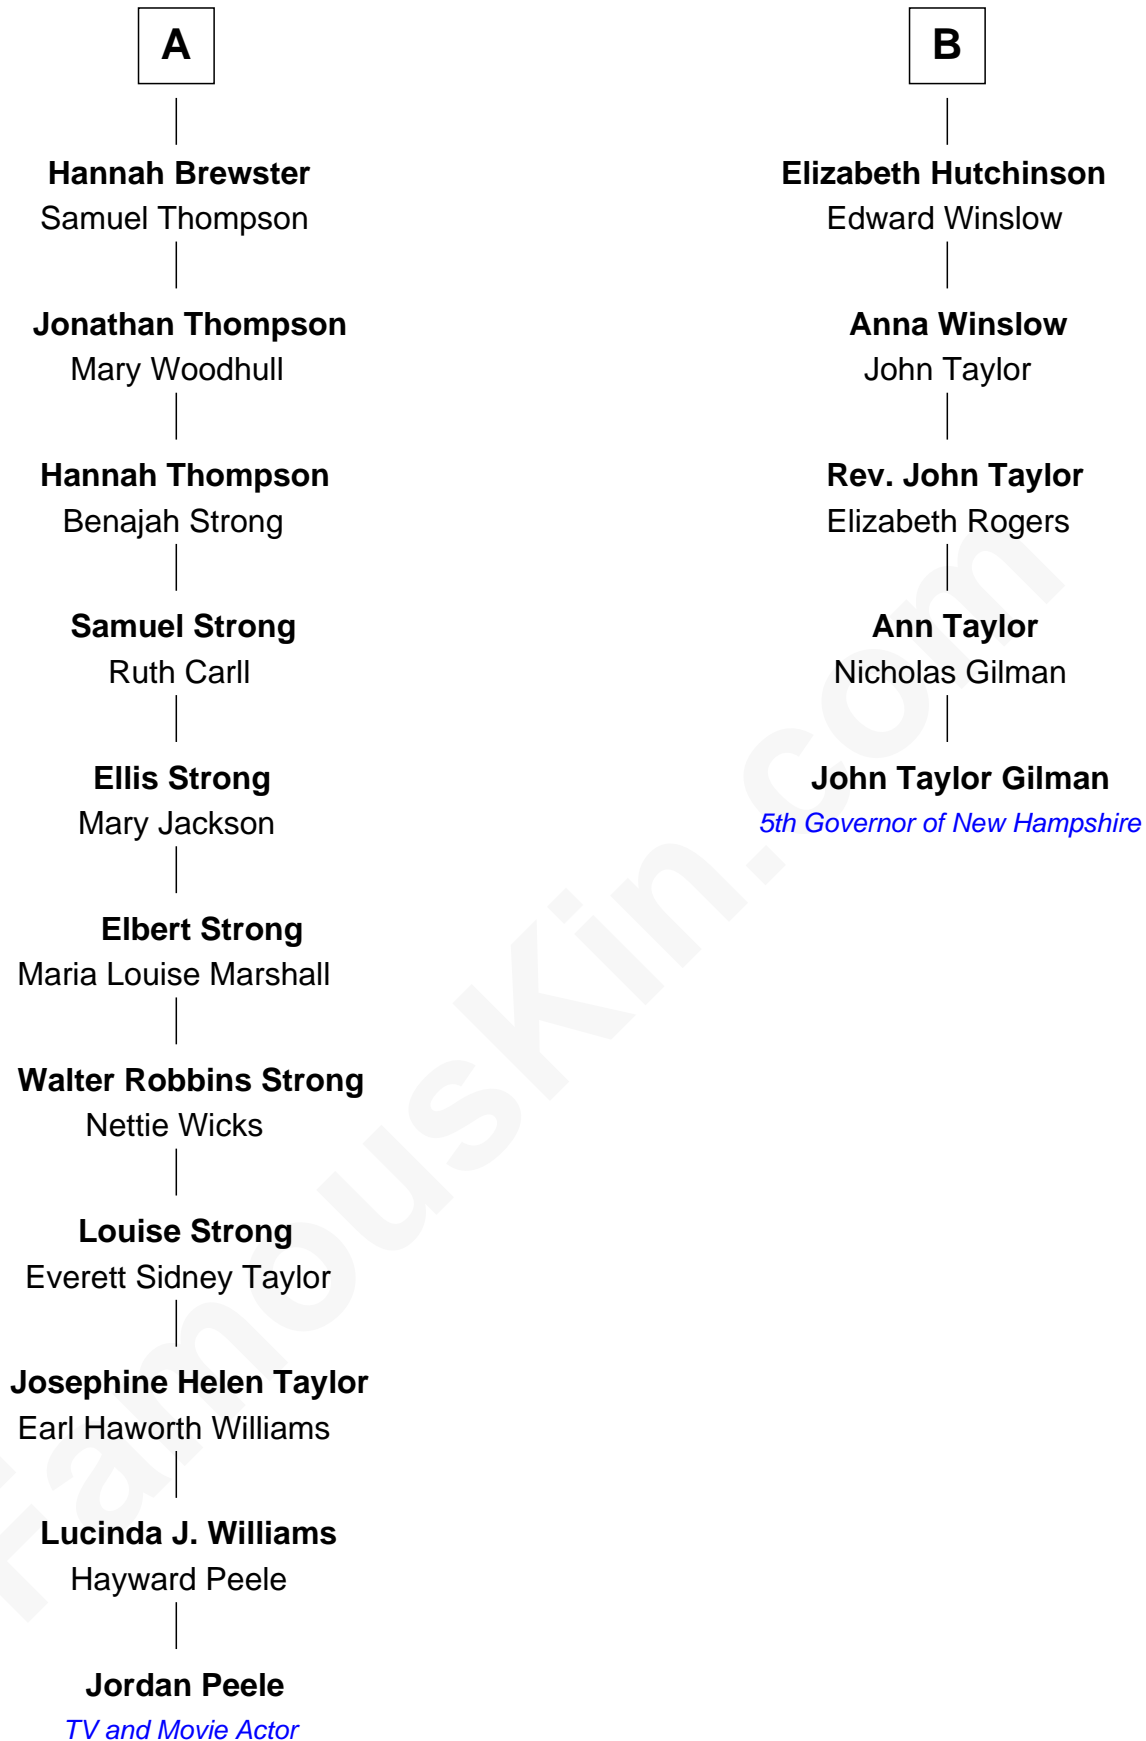 A
Hannah Brewster
Samuel Thompson
Jonathan Thompson
Mary Woodhull
Hannah Thompson
Benajah Strong
Samuel Strong
Ruth Carll
Ellis Strong
Mary Jackson
Elbert Strong
Maria Louise Marshall
Walter Robbins Strong
Nettie Wicks
Louise Strong
Everett Sidney Taylor
Josephine Helen Taylor
Earl Haworth Williams
Lucinda J. Williams
Hayward Peele
Jordan Peele
TV and Movie Actor
B
Elizabeth Hutchinson
Edward Winslow
Anna Winslow
John Taylor
Rev. John Taylor
Elizabeth Rogers
Ann Taylor
Nicholas Gilman
John Taylor Gilman
5th Governor of New Hampshire
FamousKin.com